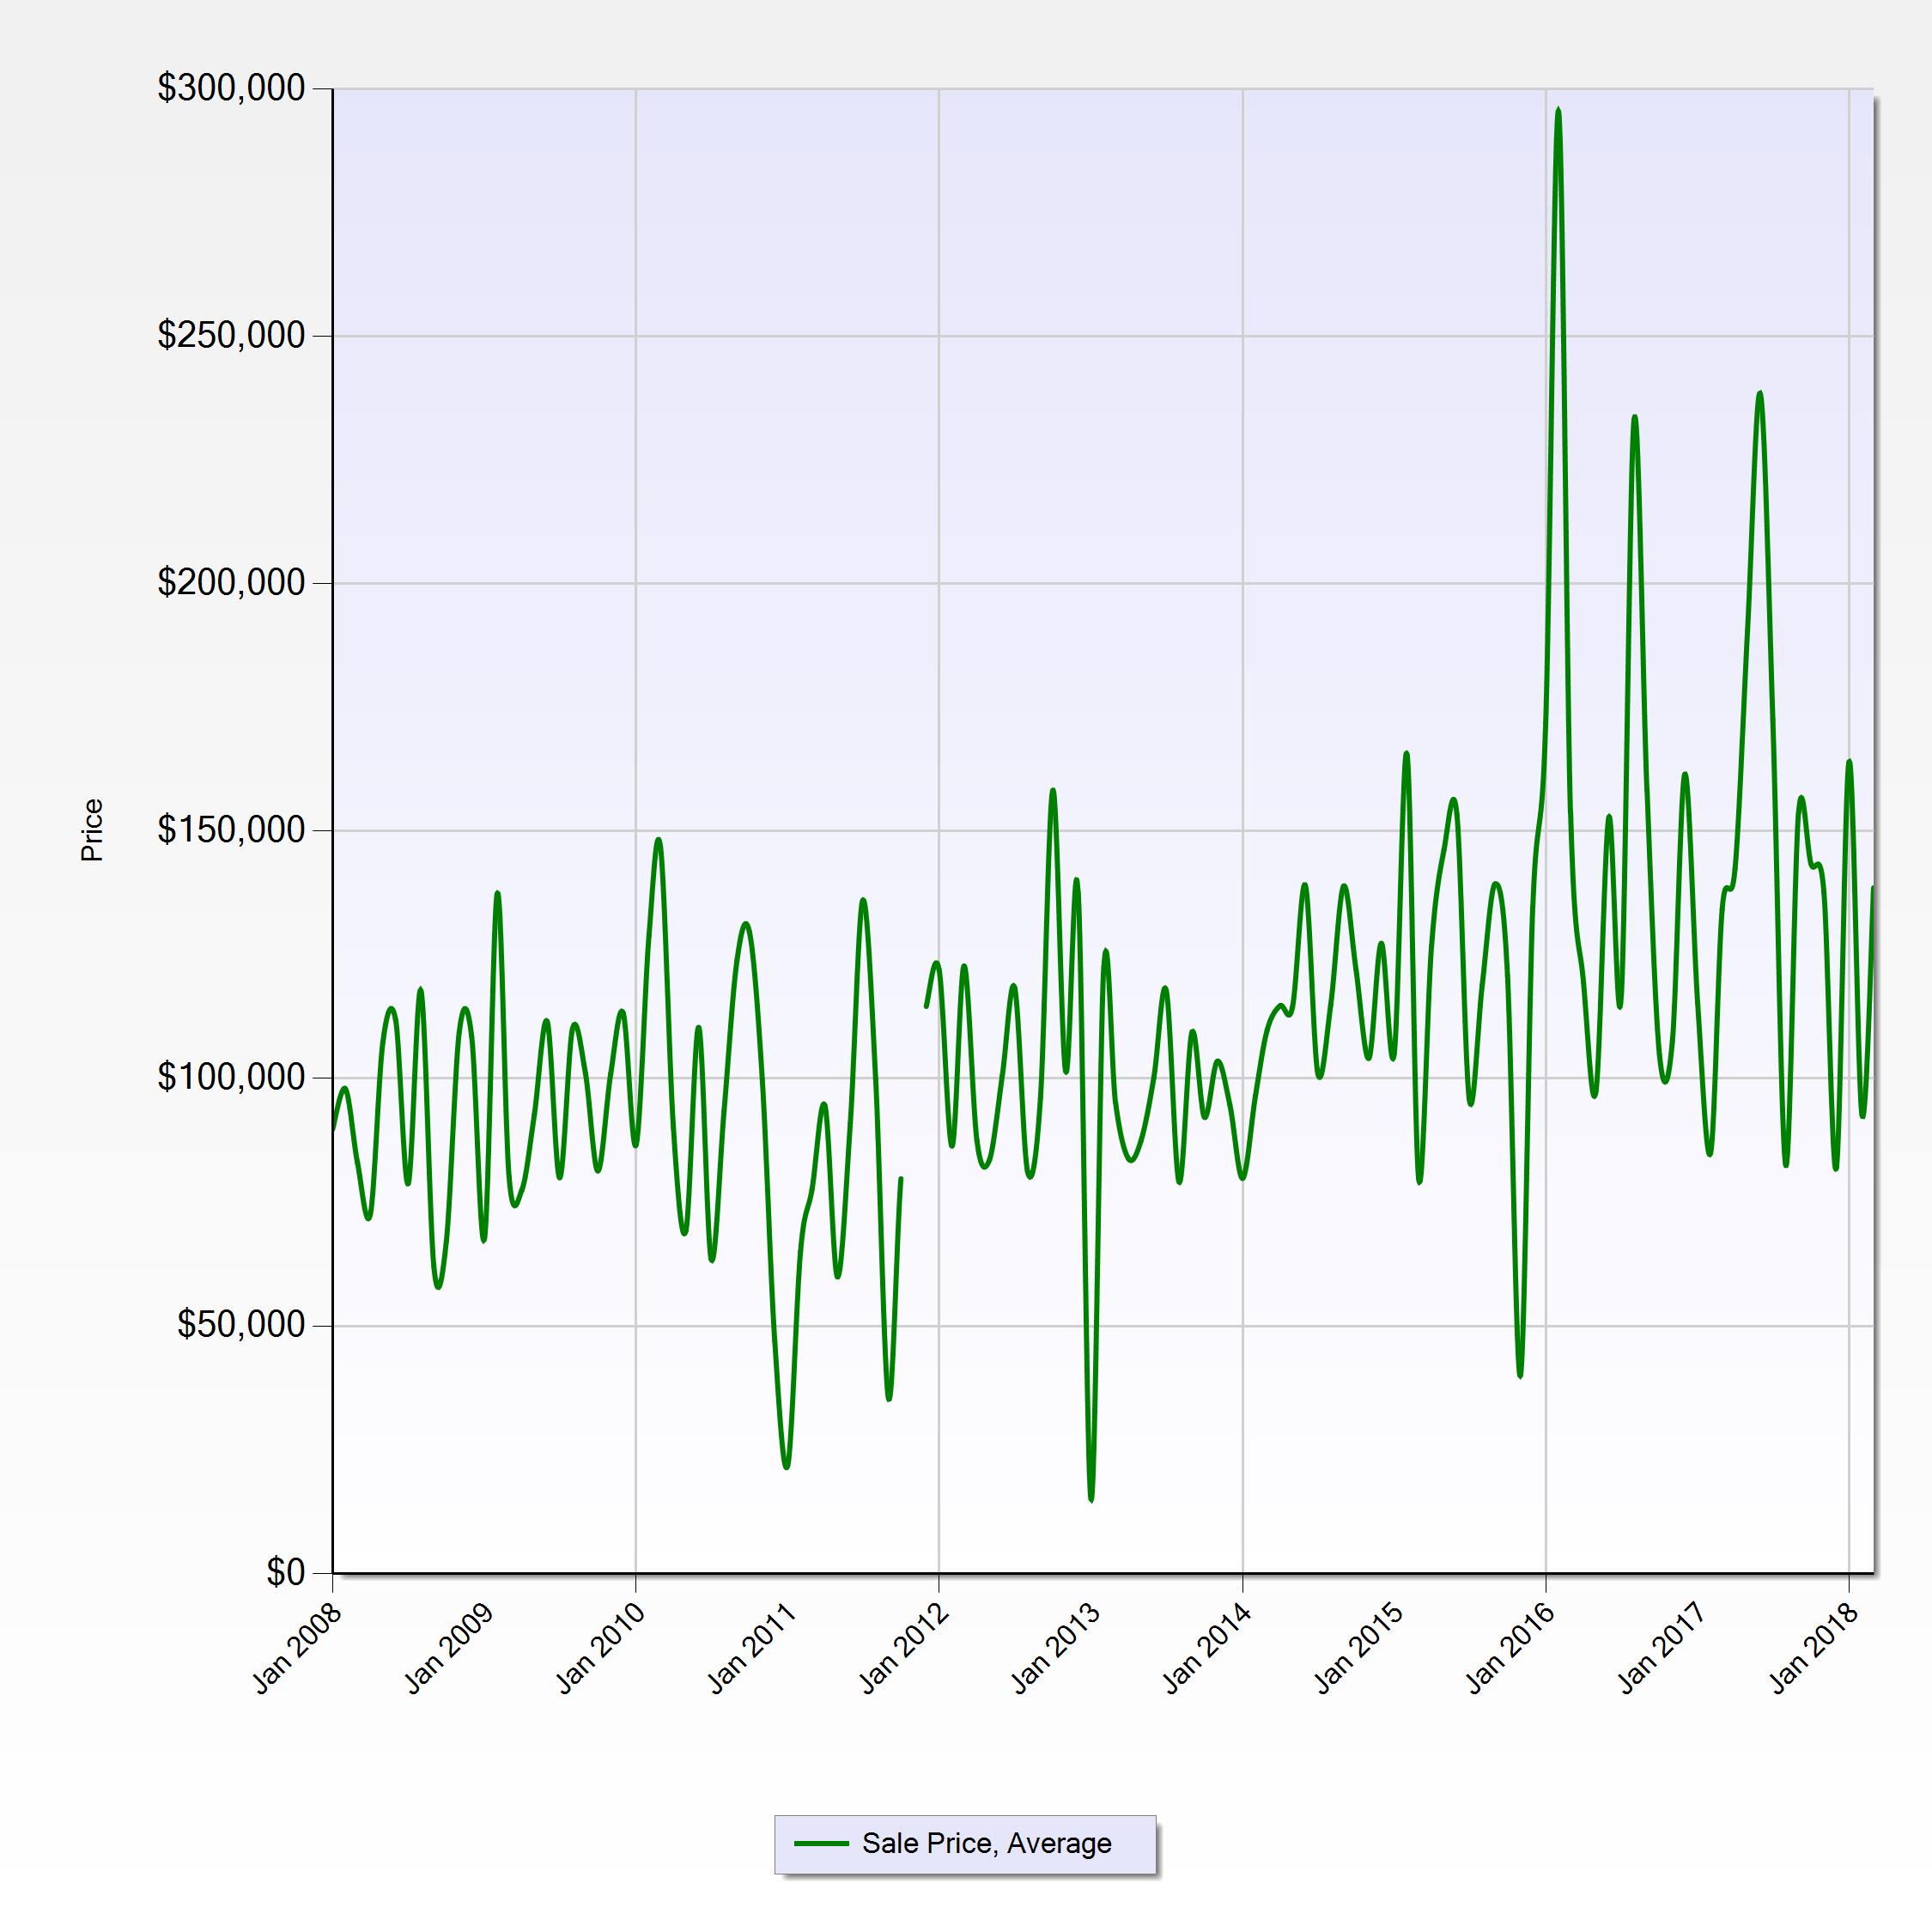 $300,000
$250,000
$200,000
$150,000
$100,000
$50,000
$0
Price
Jan 2008
Jan 2009
Jan 2010
Jan 2011
Jan 2012
Jan 2013
Jan 2014
Jan 2015
Jan 2016
Jan 2017
Jan 2018
Sale Price, Average